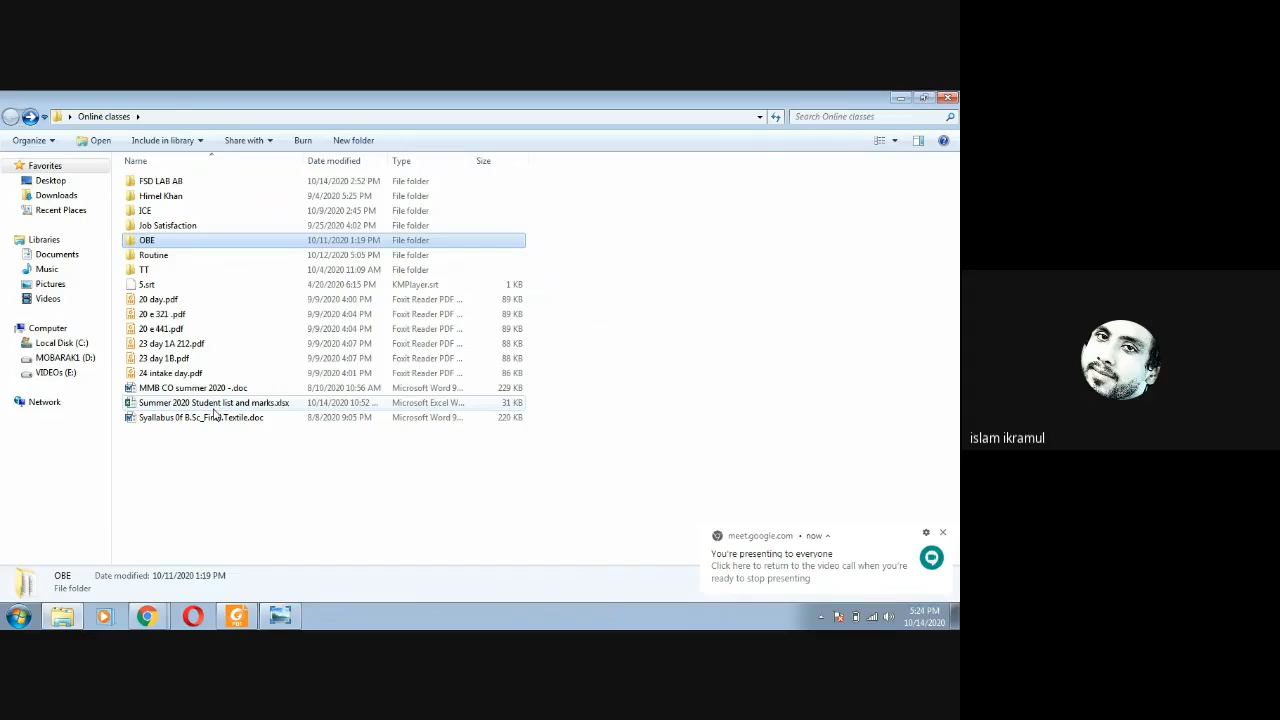 Online classes
Search Online classes
Organize Open Include in library Share with Burn New folder
Favorites
Desktop
Downloads
Recent Places
Libraries
Documents
Music
Pictures
Videos
Computer
Local Disk (C:)
MOBARAK1 (D:)
VIDEOs (E:)
Network
Name Date modified Type Size
FSD LAB AB 10/14/2020 2:52 PM File folder
Himel Khan 9/4/2020 5:25 PM File folder
ICE 10/9/2020 2:45 PM File folder
Job Satisfaction 9/25/2020 4:02 PM File folder
OBE 10/11/2020 1:19 PM File folder
Routine 10/12/2020 5:05 PM File folder
TT 10/4/2020 11:09 AM File folder
5.srt 4/20/2020 6:15 PM KMPlayer.srt 1 KB
20 day.pdf 9/9/2020 4:00 PM Foxit Reader PDF ... 89 KB
20 e 321 .pdf 9/9/2020 4:04 PM Foxit Reader PDF ... 89 KB
20 e 441.pdf 9/9/2020 4:04 PM Foxit Reader PDF ... 89 KB
23 day 1A 212.pdf 9/9/2020 4:07 PM Foxit Reader PDF ... 88 KB
23 day 1B.pdf 9/9/2020 4:07 PM Foxit Reader PDF ... 88 KB
24 intake day.pdf 9/9/2020 4:01 PM Foxit Reader PDF ... 86 KB
MMB CO summer 2020 -.doc 8/10/2020 10:56 AM Microsoft Word 9... 229 KB
Summer 2020 Student list and marks.xlsx 10/14/2020 10:52 ... Microsoft Excel W... 31 KB
Syallabus 0f B.Sc_Final.Textile.doc 8/8/2020 9:05 PM Microsoft Word 9... 220 KB
islam ikramul
meet.google.com • now
You're presenting to everyone
Click here to return to the video call when you're
ready to stop presenting
OBE Date modified: 10/11/2020 1:19 PM
File folder
PDF
5:24 PM
10/14/2020